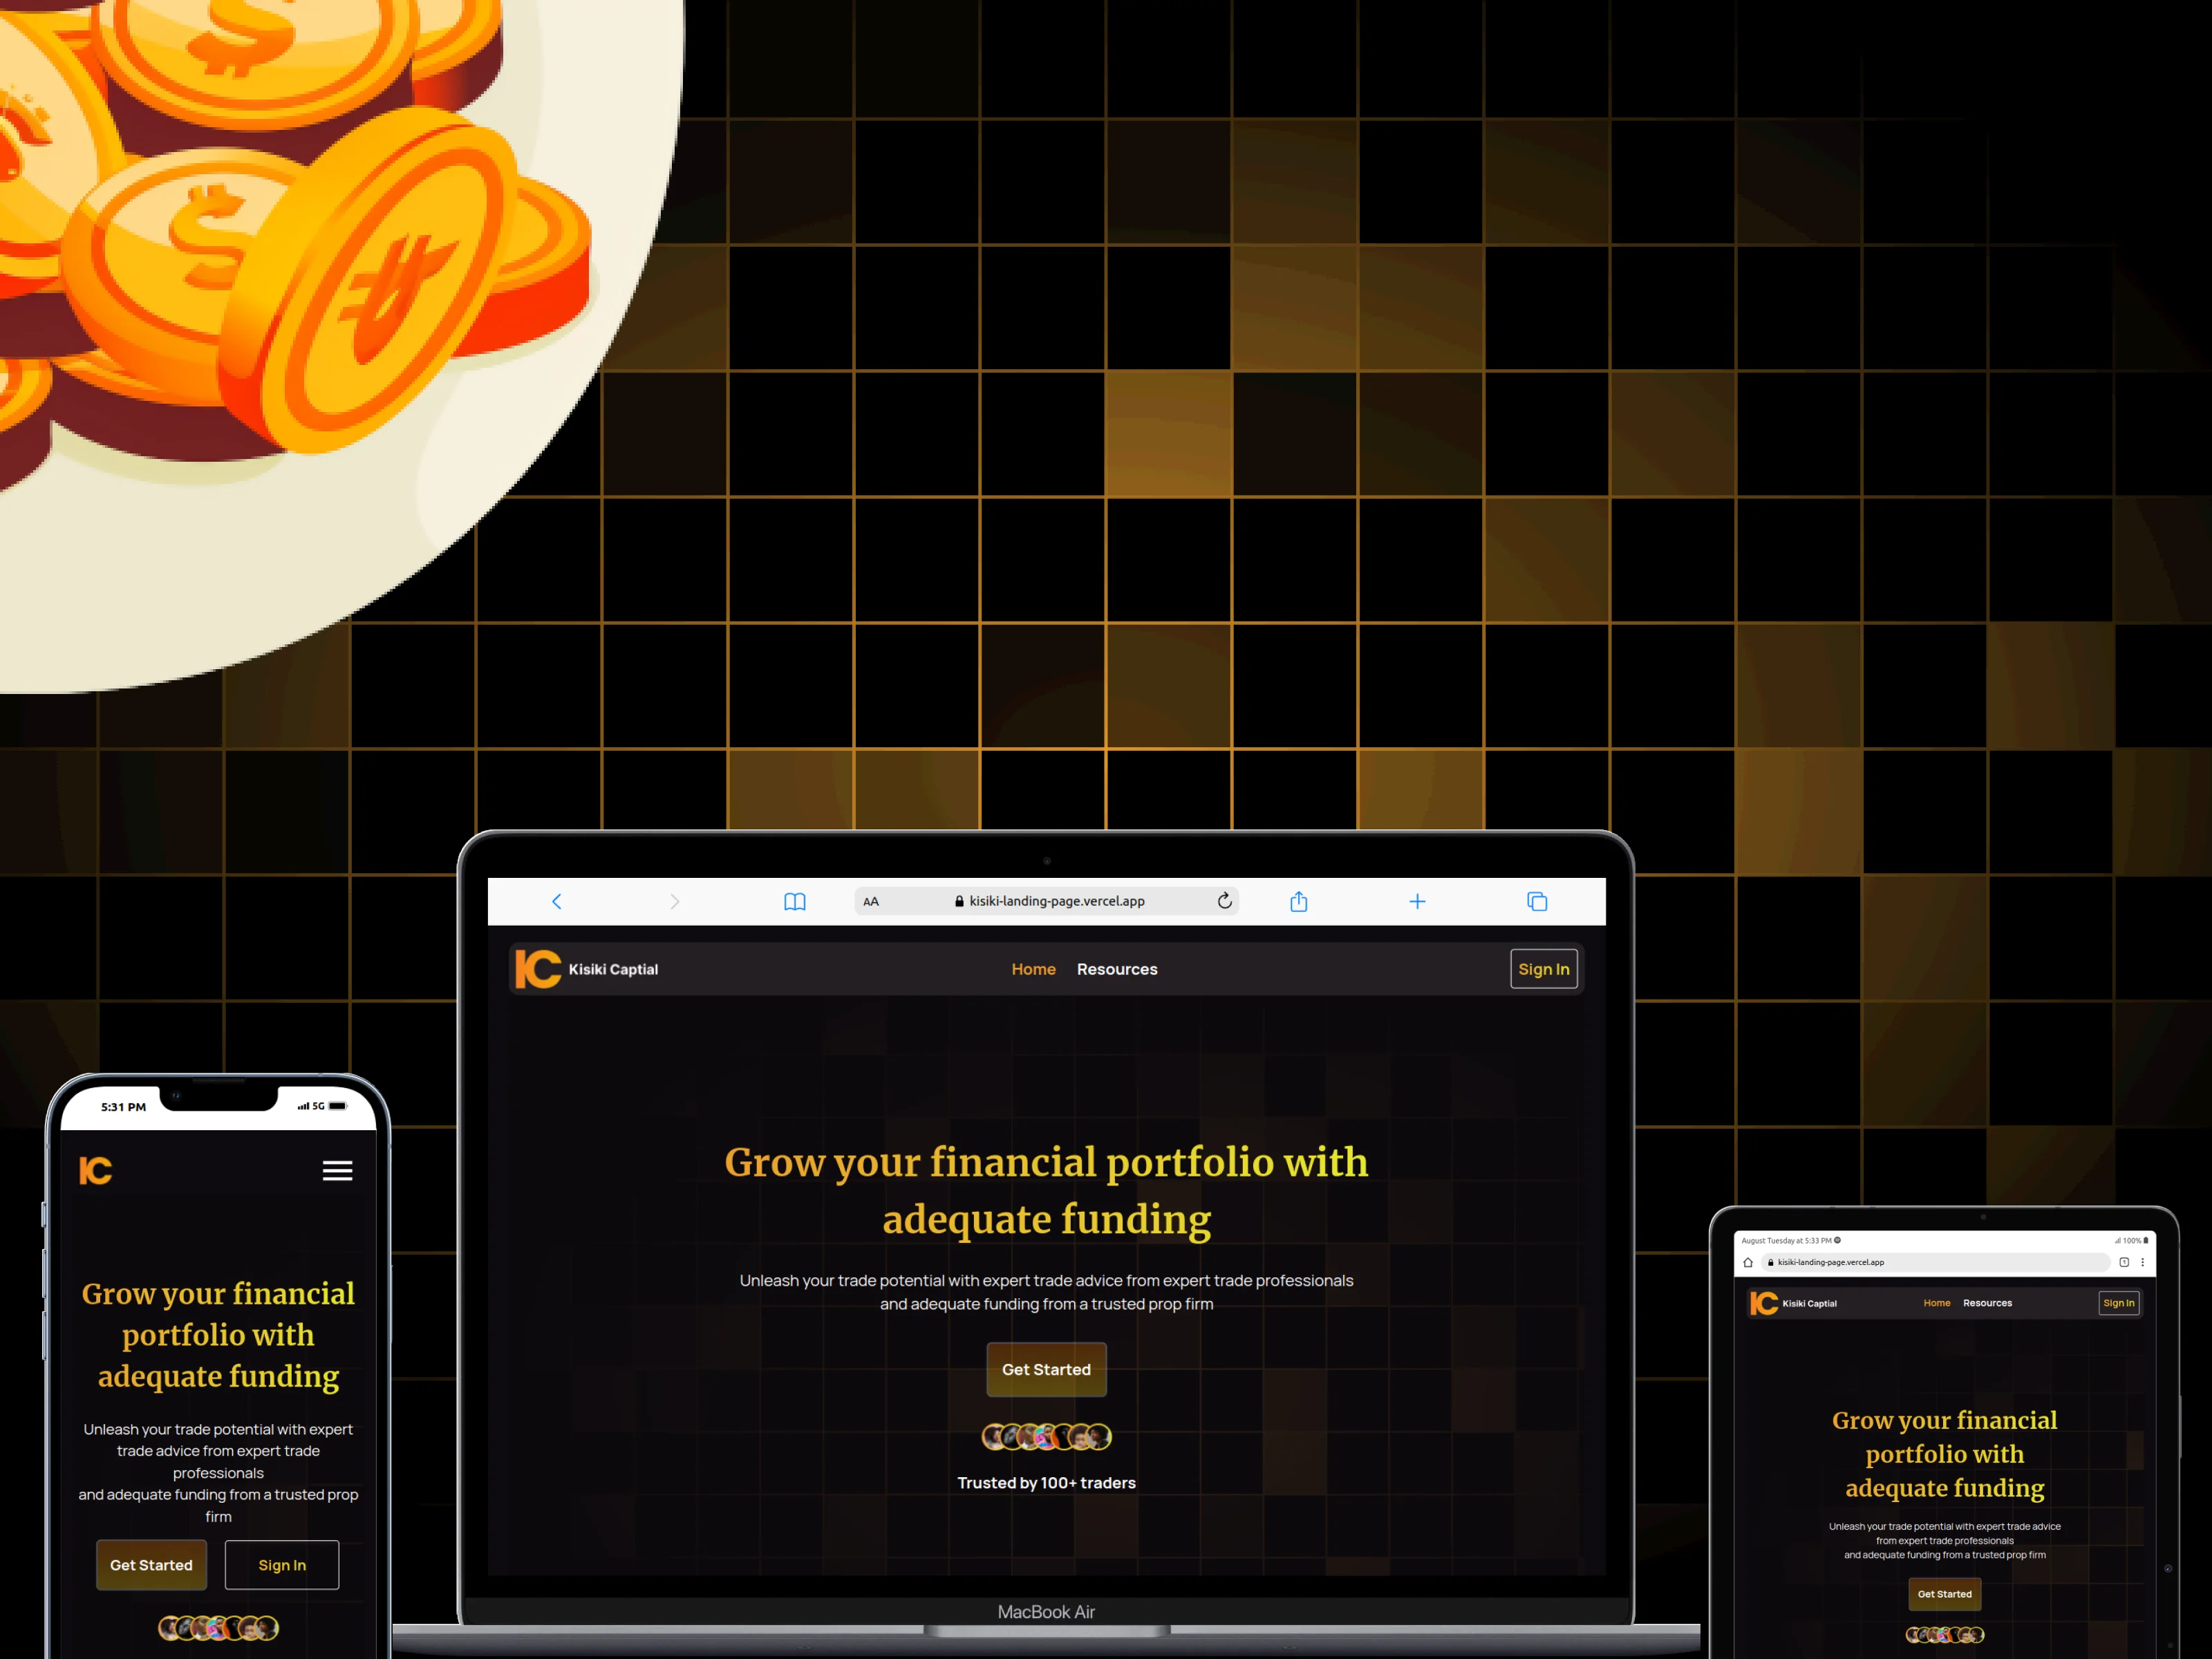 $
$
₺
AA
kisiki-landing-page.vercel.app
IC Kisiki Captial
Home Resources
Sign In
Grow your financial portfolio with
adequate funding
Unleash your trade potential with expert trade advice from expert trade professionals
and adequate funding from a trusted prop firm
Get Started
Trusted by 100+ traders
MacBook Air
5:31 PM
5G
IC
Grow your financial
portfolio with
adequate funding
Unleash your trade potential with expert
trade advice from expert trade
professionals
and adequate funding from a trusted prop
firm
Get Started
Sign In
August Tuesday at 5:33 PM
100%
kisiki-landing-page.vercel.app
IC Kisiki Captial
Home Resources
Sign In
Grow your financial
portfolio with
adequate funding
Unleash your trade potential with expert trade advice
from expert trade professionals
and adequate funding from a trusted prop firm
Get Started